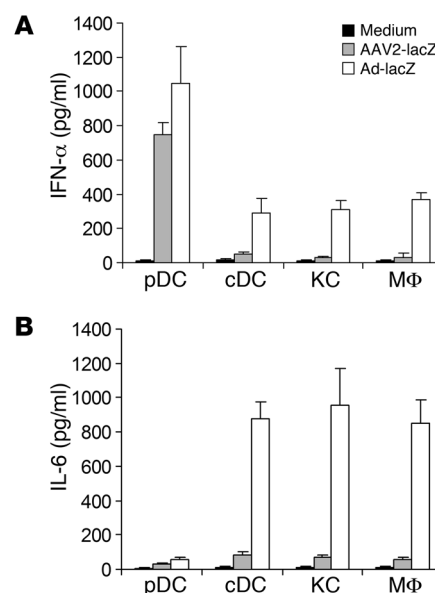 A
1400
1200
1000
800
600
400
200
0
IFN-α (pg/ml)
Medium
AAV2-lacZ
Ad-lacZ
pDC cDC KC MΦ
B
1400
1200
1000
800
600
400
200
0
IL-6 (pg/ml)
pDC cDC KC MΦ